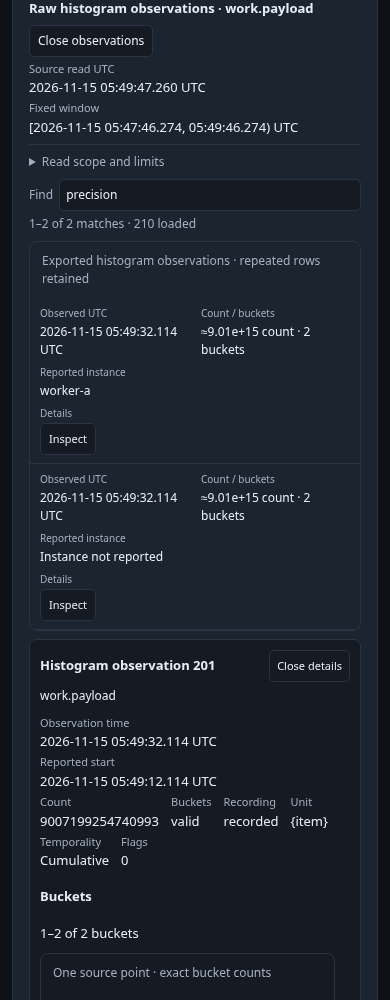 Raw histogram observations · work.payload
Close observations
Source read UTC
2026-11-15 05:49:47.260 UTC
Fixed window
[2026-11-15 05:47:46.274, 05:49:46.274) UTC
▶ Read scope and limits
Find precision
1–2 of 2 matches · 210 loaded
Exported histogram observations · repeated rows
retained
Observed UTC Count / buckets
2026-11-15 05:49:32.114 ≈9.01e+15 count · 2
UTC buckets
Reported instance
worker-a
Details
Inspect
Observed UTC Count / buckets
2026-11-15 05:49:32.114 ≈9.01e+15 count · 2
UTC buckets
Reported instance
Instance not reported
Details
Inspect
Histogram observation 201 Close details
work.payload
Observation time
2026-11-15 05:49:32.114 UTC
Reported start
2026-11-15 05:49:12.114 UTC
Count Buckets Recording Unit
9007199254740993 valid recorded {item}
Temporality Flags
Cumulative 0
Buckets
1–2 of 2 buckets
One source point · exact bucket counts